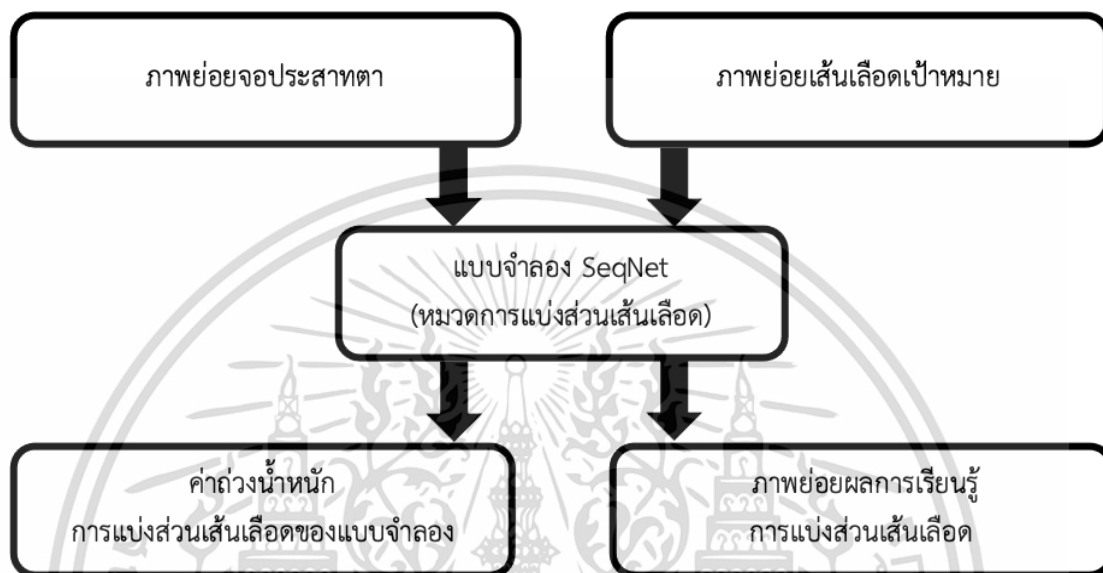 ภาพย่อยจอประสาทตา
ภาพย่อยเส้นเลือดเป้าหมาย
แบบจำลอง SeqNet
(หมวดการแบ่งส่วนเส้นเลือด)
ค่าถ่วงน้ำหนัก
การแบ่งส่วนเส้นเลือดของแบบจำลอง
ภาพย่อยผลการเรียนรู้
การแบ่งส่วนเส้นเลือด